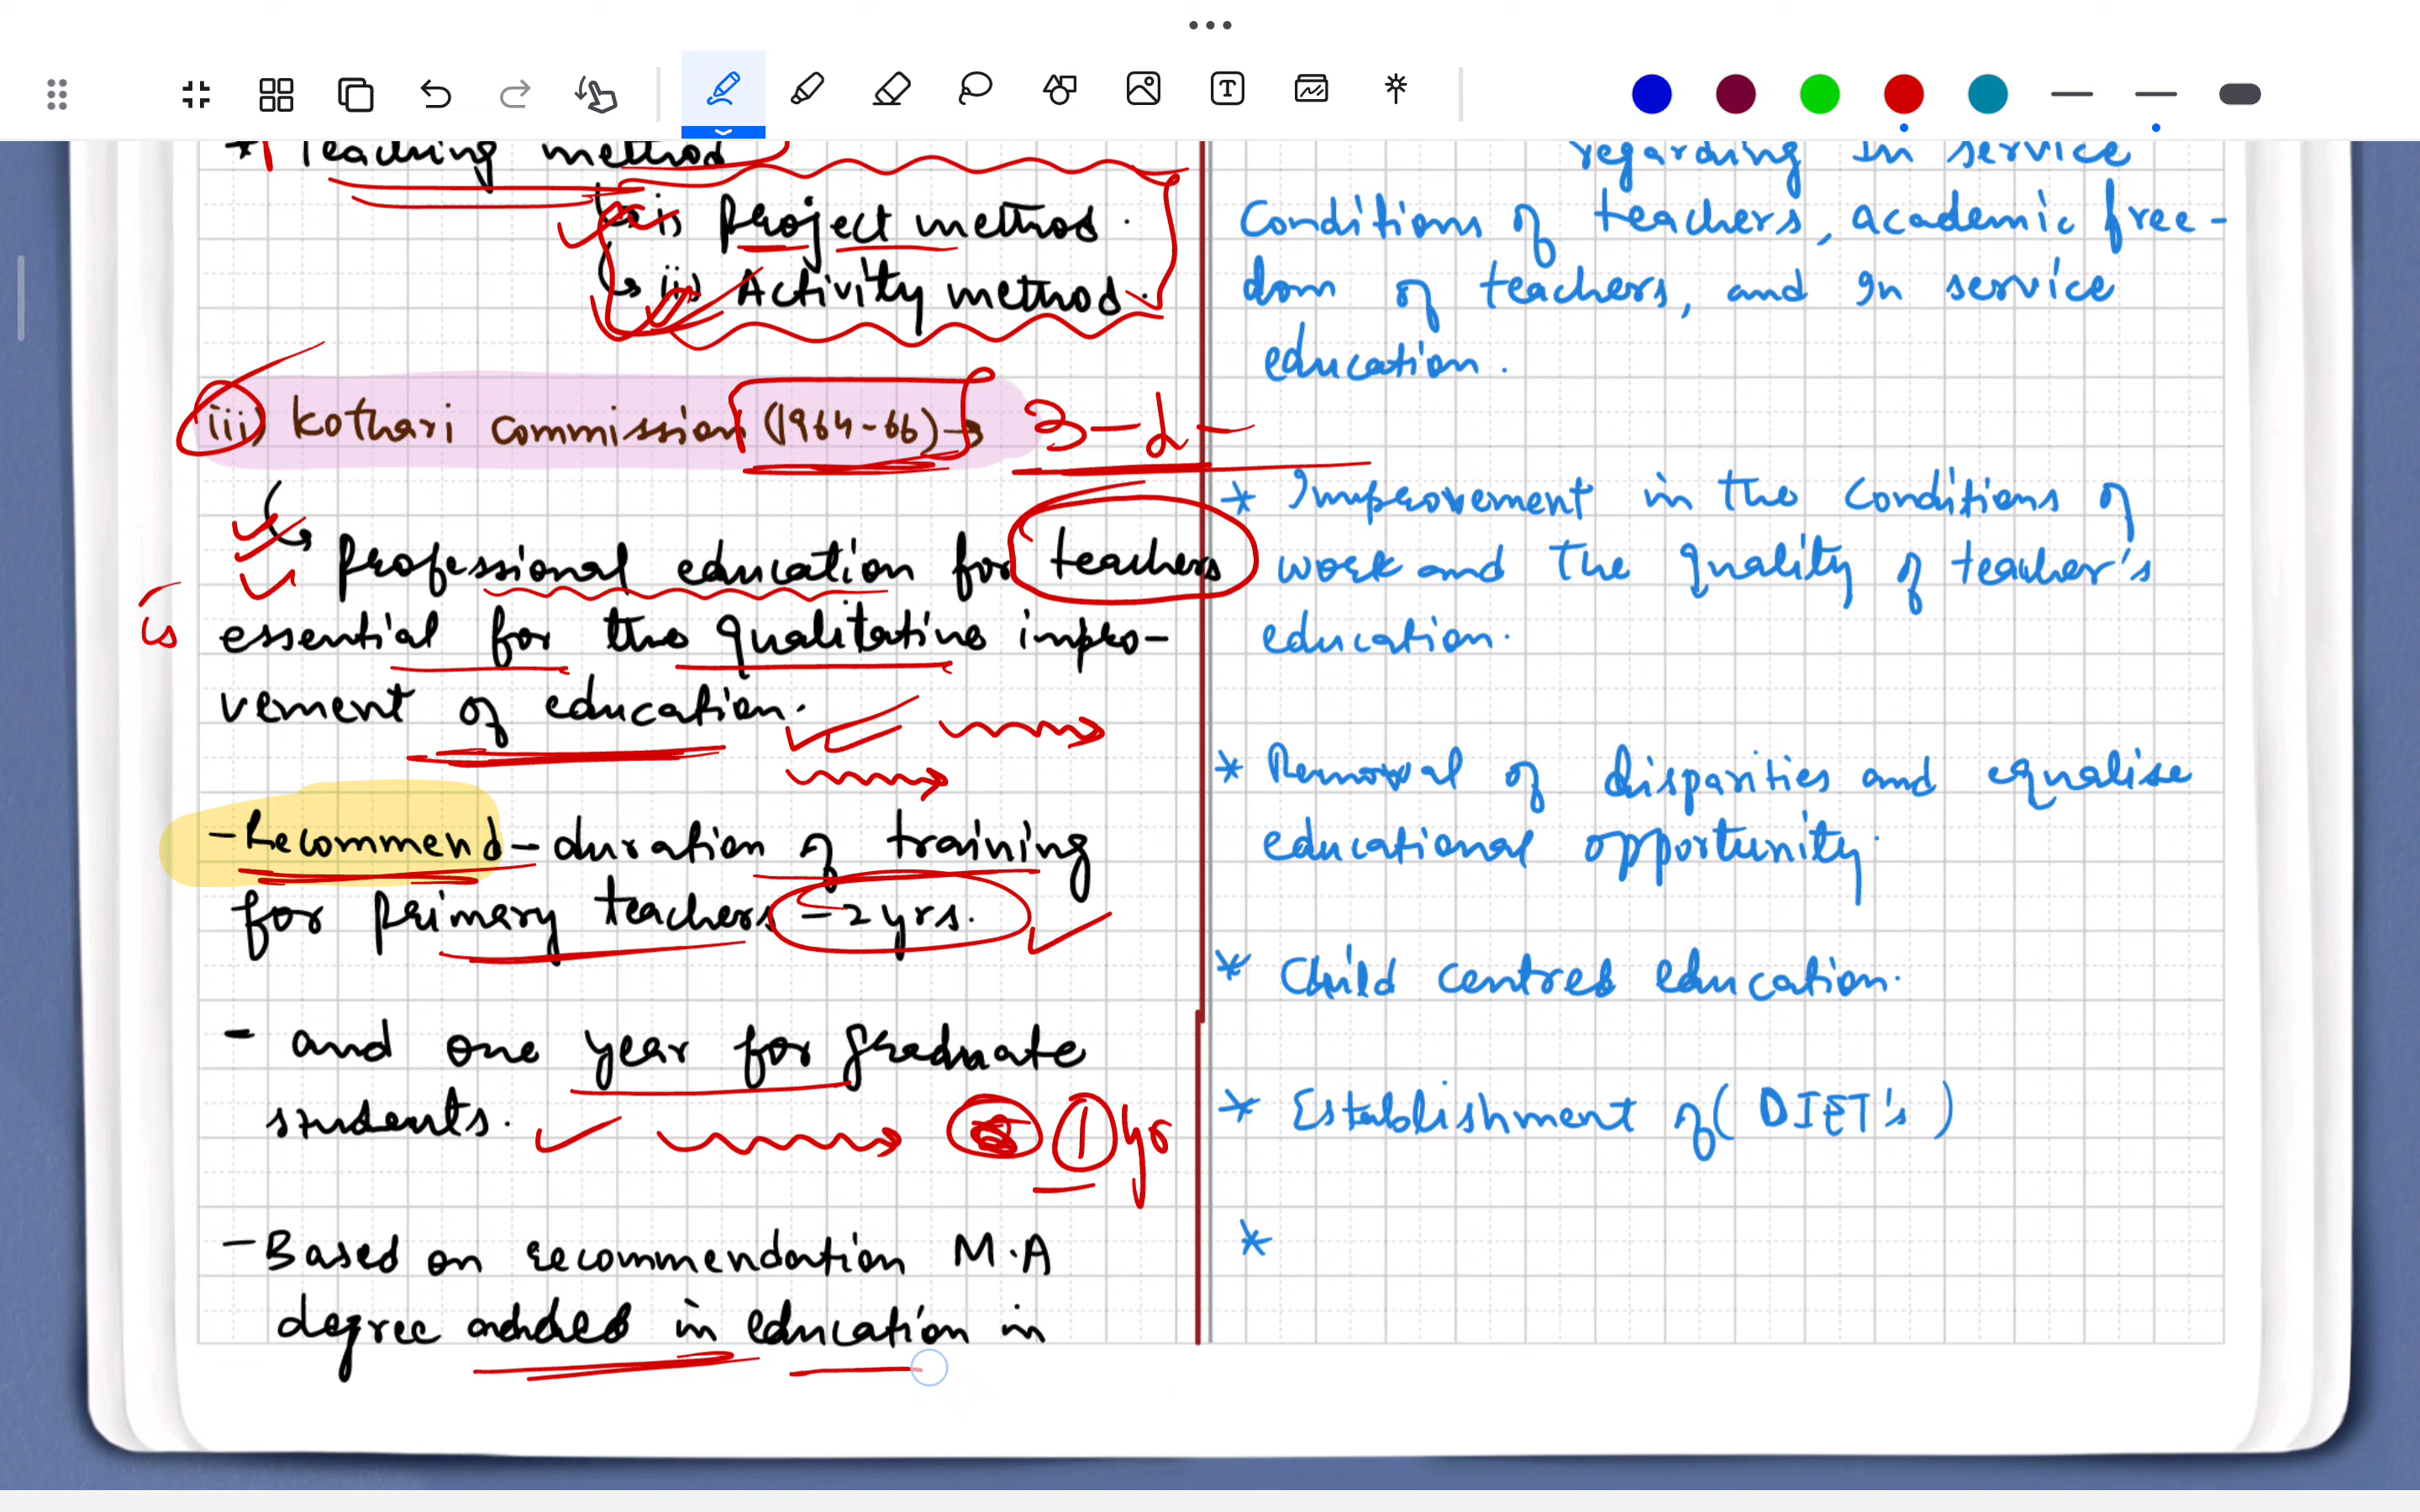 * Teaching method
i) Project method.
ii) Activity method.
iii) Kothari commission (1964-66) → 3-d-
Professional education for teachers
is essential for the qualitative impro-
vement of education.
- Recommend - duration of training
for primary teachers - 2 yrs.
- and one year for graduate
students. 1 yr
- Based on recommendation M.A
degree added in education in
regarding In service
Conditions of teachers, academic free-
dom of teachers, and In service
education.
* Improvement in the Conditions of
work and the quality of teacher's
education.
* Removal of disparities and equalise
educational opportunity.
* Child centred education.
* Establishment of (DIET's)
*